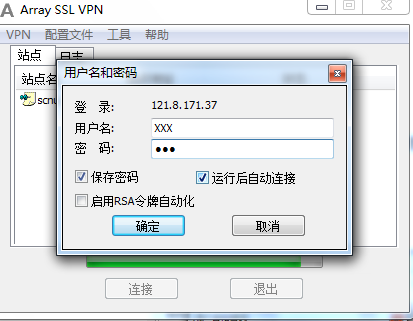 A Array SSL VPN
VPN 配置文件 工具 帮助
站点 日志
站点名
scnu
用户名和密码
登 录: 121.8.171.37
用户名: XXX
密 码: ●●●
保存密码 运行后自动连接
启用RSA令牌自动化
确定 取消
连接 退出